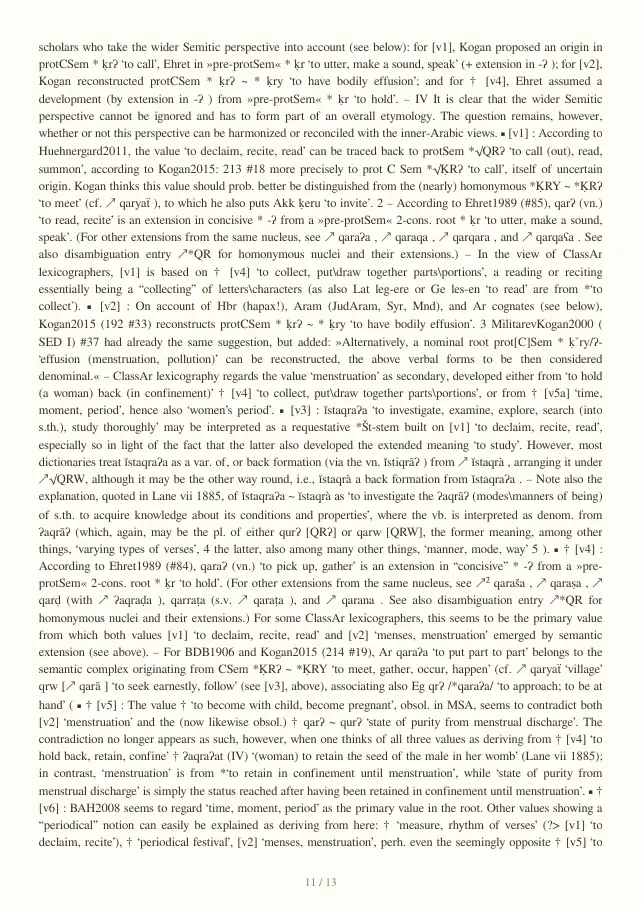 scholars who take the wider Semitic perspective into account (see below): for [v1], Kogan proposed an origin in
protCSem * ḳrʔ ‘to call’, Ehret in »pre-protSem« * ḳr ‘to utter, make a sound, speak’ (+ extension in -ʔ ); for [v2],
Kogan reconstructed protCSem * ḳrʔ ~ * ḳry ‘to have bodily effusion’; and for † [v4], Ehret assumed a
development (by extension in -ʔ ) from »pre-protSem« * ḳr ‘to hold’. – IV It is clear that the wider Semitic
perspective cannot be ignored and has to form part of an overall etymology. The question remains, however,
whether or not this perspective can be harmonized or reconciled with the inner-Arabic views. ▪ [v1] : According to
Huehnergard2011, the value ‘to declaim, recite, read’ can be traced back to protSem *√QRʔ ‘to call (out), read,
summon’, according to Kogan2015: 213 #18 more precisely to prot C Sem *√ḲRʔ ‘to call’, itself of uncertain
origin. Kogan thinks this value should prob. better be distinguished from the (nearly) homonymous *ḲRY ~ *ḲRʔ
‘to meet’ (cf. ↗ qaryaẗ ), to which he also puts Akk ḳeru ‘to invite’. 2 – According to Ehret1989 (#85), qarʔ (vn.)
‘to read, recite’ is an extension in concisive * -ʔ from a »pre-protSem« 2-cons. root * ḳr ‘to utter, make a sound,
speak’. (For other extensions from the same nucleus, see ↗ qaraʔa , ↗ qaraqa , ↗ qarqara , and ↗ qarqaʕa . See
also disambiguation entry ↗*QR for homonymous nuclei and their extensions.) – In the view of ClassAr
lexicographers, [v1] is based on † [v4] ‘to collect, put\draw together parts\portions’, a reading or reciting
essentially being a “collecting” of letters\characters (as also Lat leg-ere or Ge les-en ‘to read’ are from *‘to
collect’). ▪ [v2] : On account of Hbr (hapax!), Aram (JudAram, Syr, Mnd), and Ar cognates (see below),
Kogan2015 (192 #33) reconstructs protCSem * ḳrʔ ~ * ḳry ‘to have bodily effusion’. 3 MilitarevKogan2000 (
SED I) #37 had already the same suggestion, but added: »Alternatively, a nominal root prot[C]Sem * ḳ˘ry/ʔ-
‘effusion (menstruation, pollution)’ can be reconstructed, the above verbal forms to be then considered
denominal.« – ClassAr lexicography regards the value ‘menstruation’ as secondary, developed either from ‘to hold
(a woman) back (in confinement)’ † [v4] ‘to collect, put\draw together parts\portions’, or from † [v5a] ‘time,
moment, period’, hence also ‘women’s period’. ▪ [v3] : ĭstaqraʔa ‘to investigate, examine, explore, search (into
s.th.), study thoroughly’ may be interpreted as a requestative *Št-stem built on [v1] ‘to declaim, recite, read’,
especially so in light of the fact that the latter also developed the extended meaning ‘to study’. However, most
dictionaries treat ĭstaqraʔa as a var. of, or back formation (via the vn. ĭstiqrāʔ ) from ↗ ĭstaqrà , arranging it under
↗√QRW, although it may be the other way round, i.e., ĭstaqrà a back formation from ĭstaqraʔa . – Note also the
explanation, quoted in Lane vii 1885, of ĭstaqraʔa ~ ĭstaqrà as ‘to investigate the ʔaqrāʔ (modes\manners of being)
of s.th. to acquire knowledge about its conditions and properties’, where the vb. is interpreted as denom. from
ʔaqrāʔ (which, again, may be the pl. of either qurʔ [QRʔ] or qarw [QRW], the former meaning, among other
things, ‘varying types of verses’, 4 the latter, also among many other things, ‘manner, mode, way’ 5 ). ▪ † [v4] :
According to Ehret1989 (#84), qarʔ (vn.) ‘to pick up, gather’ is an extension in “concisive” * -ʔ from a »pre-
protSem« 2-cons. root * ḳr ‘to hold’. (For other extensions from the same nucleus, see ↗² qaraša , ↗ qaraṣa , ↗
qarḍ (with ↗ ʔaqraḍa ), qarraṭa (s.v. ↗ qaraṭa ), and ↗ qarana . See also disambiguation entry ↗*QR for
homonymous nuclei and their extensions.) For some ClassAr lexicographers, this seems to be the primary value
from which both values [v1] ‘to declaim, recite, read’ and [v2] ‘menses, menstruation’ emerged by semantic
extension (see above). – For BDB1906 and Kogan2015 (214 #19), Ar qaraʔa ‘to put part to part’ belongs to the
semantic complex originating from CSem *ḲRʔ ~ *ḲRY ‘to meet, gather, occur, happen’ (cf. ↗ qaryaẗ ‘village’
qrw [↗ qarā ] ‘to seek earnestly, follow’ (see [v3], above), associating also Eg qrʔ /*qaraʔa/ ‘to approach; to be at
hand’ ( ▪ † [v5] : The value † ‘to become with child, become pregnant’, obsol. in MSA, seems to contradict both
[v2] ‘menstruation’ and the (now likewise obsol.) † qarʔ ~ qurʔ ‘state of purity from menstrual discharge’. The
contradiction no longer appears as such, however, when one thinks of all three values as deriving from † [v4] ‘to
hold back, retain, confine’ † ʔaqraʔat (IV) ‘(woman) to retain the seed of the male in her womb’ (Lane vii 1885);
in contrast, ‘menstruation’ is from *‘to retain in confinement until menstruation’, while ‘state of purity from
menstrual discharge’ is simply the status reached after having been retained in confinement until menstruation’. ▪ †
[v6] : BAH2008 seems to regard ‘time, moment, period’ as the primary value in the root. Other values showing a
“periodical” notion can easily be explained as deriving from here: † ‘measure, rhythm of verses’ (?> [v1] ‘to
declaim, recite’), † ‘periodical festival’, [v2] ‘menses, menstruation’, perh. even the seemingly opposite † [v5] ‘to
11 / 13